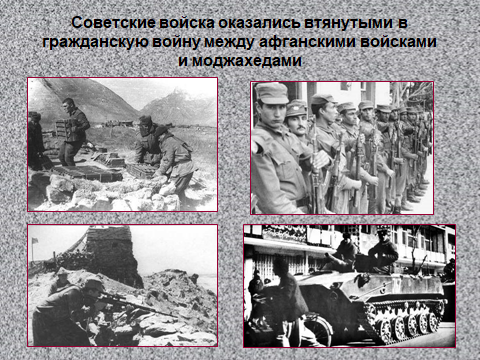 Советские войска оказались втянутыми в
гражданскую войну между афганскими войсками
и моджахедами